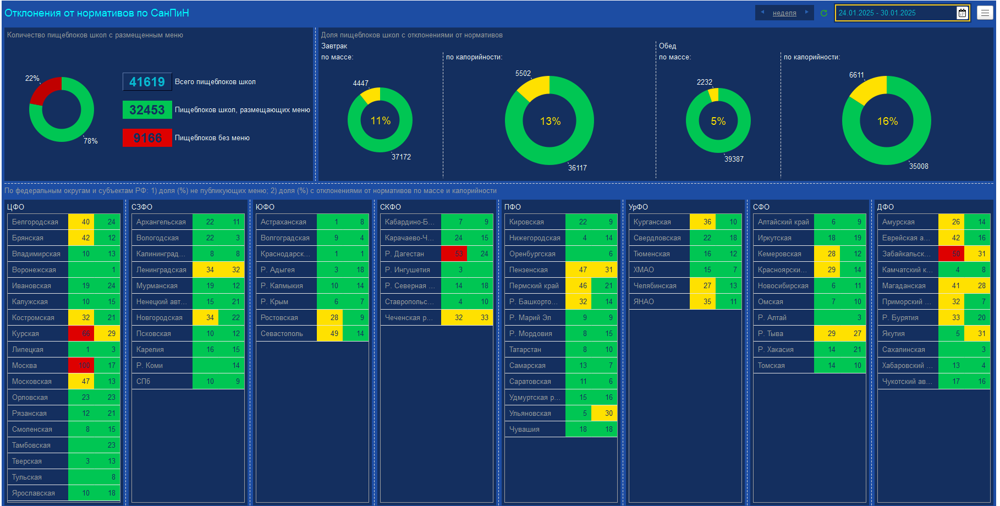 Отклонения от нормативов по СанПиН
неделя
24.01.2025 - 30.01.2025
Количество пищеблоков школ с размещенным меню
22%
78%
41619 Всего пищеблоков школ
32453 Пищеблоков школ, размещающих меню
9166 Пищеблоков без меню
Доля пищеблоков школ с отклонениями от нормативов
Завтрак
по массе:
4447
11%
37172
по калорийности:
5502
13%
36117
Обед
по массе:
2232
5%
39387
по калорийности:
6611
16%
35008
По федеральным округам и субъектам РФ: 1) доля (%) не публикующих меню; 2) доля (%) с отклонениями от нормативов по массе и калорийности
ЦФО
Белгородская 40 24
Брянская 42 12
Владимирская 10 13
Воронежская 1
Ивановская 19 24
Калужская 10 15
Костромская 32 21
Курская 66 29
Липецкая 1 3
Москва 100 17
Московская 47 13
Орловская 23 23
Рязанская 12 21
Смоленская 8 15
Тамбовская 23
Тверская 3 13
Тульская 8
Ярославская 10 18
СЗФО
Архангельская 22 11
Вологодская 22 3
Калининград... 8 8
Ленинградская 34 32
Мурманская 19 12
Ненецкий авт... 15 21
Новгородская 34 22
Псковская 10 12
Карелия 16 15
Р. Коми 14
СПб 10 9
ЮФО
Астраханская 1 8
Волгоградская 9 4
Краснодарск... 1 1
Р. Адыгея 3 18
Р. Калмыкия 10 14
Р. Крым 6 7
Ростовская 28 9
Севастополь 49 14
СКФО
Кабардино-Б... 7 9
Карачаево-Ч... 24 15
Р. Дагестан 53 24
Р. Ингушетия 3
Р. Северная ... 14 18
Ставропольс... 4 10
Чеченская р... 32 33
ПФО
Кировская 22 9
Нижегородская 4 14
Оренбургская 6
Пензенская 47 31
Пермский край 46 21
Р. Башкорто... 32 14
Р. Марий Эл 9 9
Р. Мордовия 8 15
Татарстан 8 10
Самарская 13 7
Саратовская 11 6
Удмуртская р... 15 16
Ульяновская 5 30
Чувашия 18 18
УрФО
Курганская 36 10
Свердловская 22 18
Тюменская 16 12
ХМАО 15 7
Челябинская 27 13
ЯНАО 35 11
СФО
Алтайский край 6 9
Иркутская 18 19
Кемеровская 28 12
Красноярски... 29 14
Новосибирская 6 11
Омская 7 10
Р. Алтай 3
Р. Тыва 29 27
Р. Хакасия 14 21
Томская 14 10
ДФО
Амурская 26 14
Еврейская а... 42 16
Забайкальск... 50 31
Камчатский к... 4 8
Магаданская 41 28
Приморский ... 32 7
Р. Бурятия 33 20
Якутия 5 31
Сахалинская 3
Хабаровский ... 13 4
Чукотский ав... 17 16